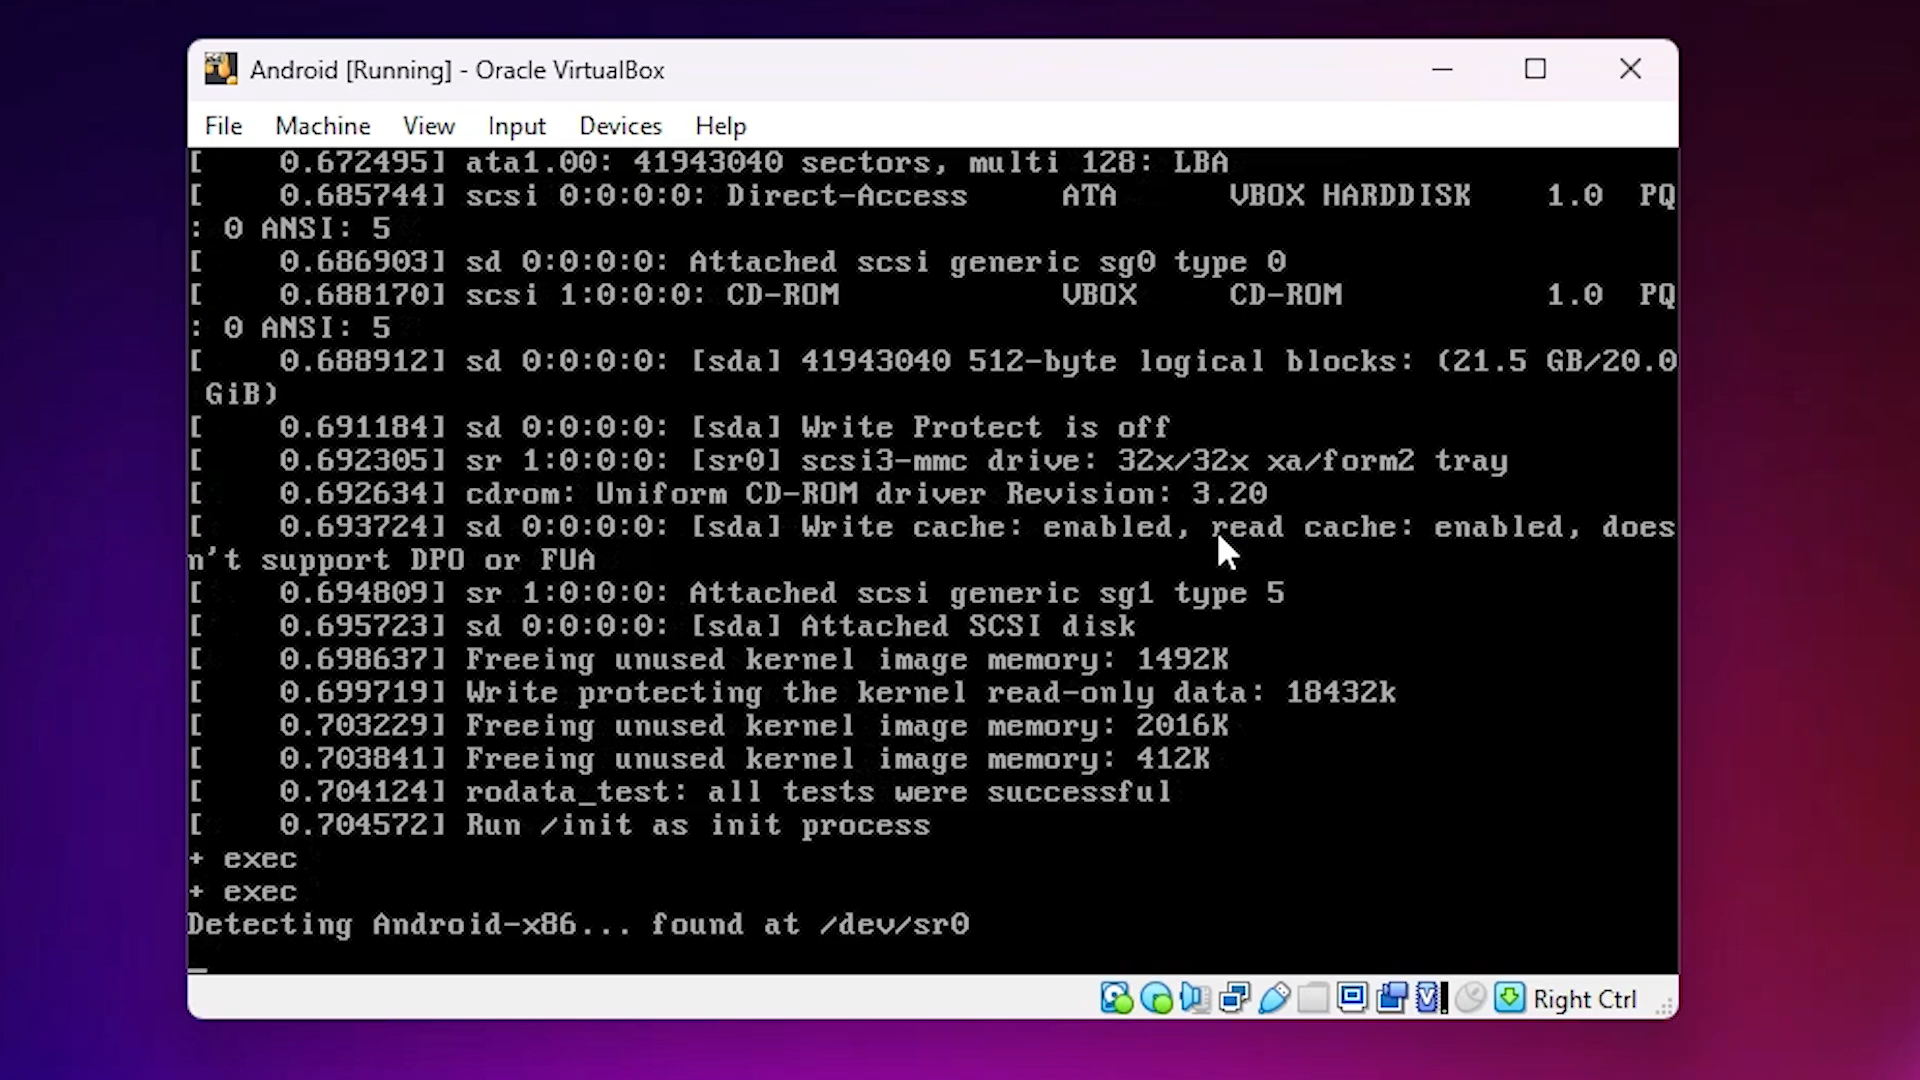 Android [Running] - Oracle VirtualBox
File Machine View Input Devices Help
[    0.672495] ata1.00: 41943040 sectors, multi 128: LBA
[    0.685744] scsi 0:0:0:0: Direct-Access     ATA      VBOX HARDDISK    1.0  PQ
: 0 ANSI: 5
[    0.686903] sd 0:0:0:0: Attached scsi generic sg0 type 0
[    0.688170] scsi 1:0:0:0: CD-ROM            VBOX     CD-ROM           1.0  PQ
: 0 ANSI: 5
[    0.688912] sd 0:0:0:0: [sda] 41943040 512-byte logical blocks: (21.5 GB/20.0
 GiB)
[    0.691184] sd 0:0:0:0: [sda] Write Protect is off
[    0.692305] sr 1:0:0:0: [sr0] scsi3-mmc drive: 32x/32x xa/form2 tray
[    0.692634] cdrom: Uniform CD-ROM driver Revision: 3.20
[    0.693724] sd 0:0:0:0: [sda] Write cache: enabled, read cache: enabled, does
n't support DPO or FUA
[    0.694809] sr 1:0:0:0: Attached scsi generic sg1 type 5
[    0.695723] sd 0:0:0:0: [sda] Attached SCSI disk
[    0.698637] Freeing unused kernel image memory: 1492K
[    0.699719] Write protecting the kernel read-only data: 18432k
[    0.703229] Freeing unused kernel image memory: 2016K
[    0.703841] Freeing unused kernel image memory: 412K
[    0.704124] rodata_test: all tests were successful
[    0.704572] Run /init as init process
+ exec
+ exec
Detecting Android-x86... found at /dev/sr0
_
Right Ctrl